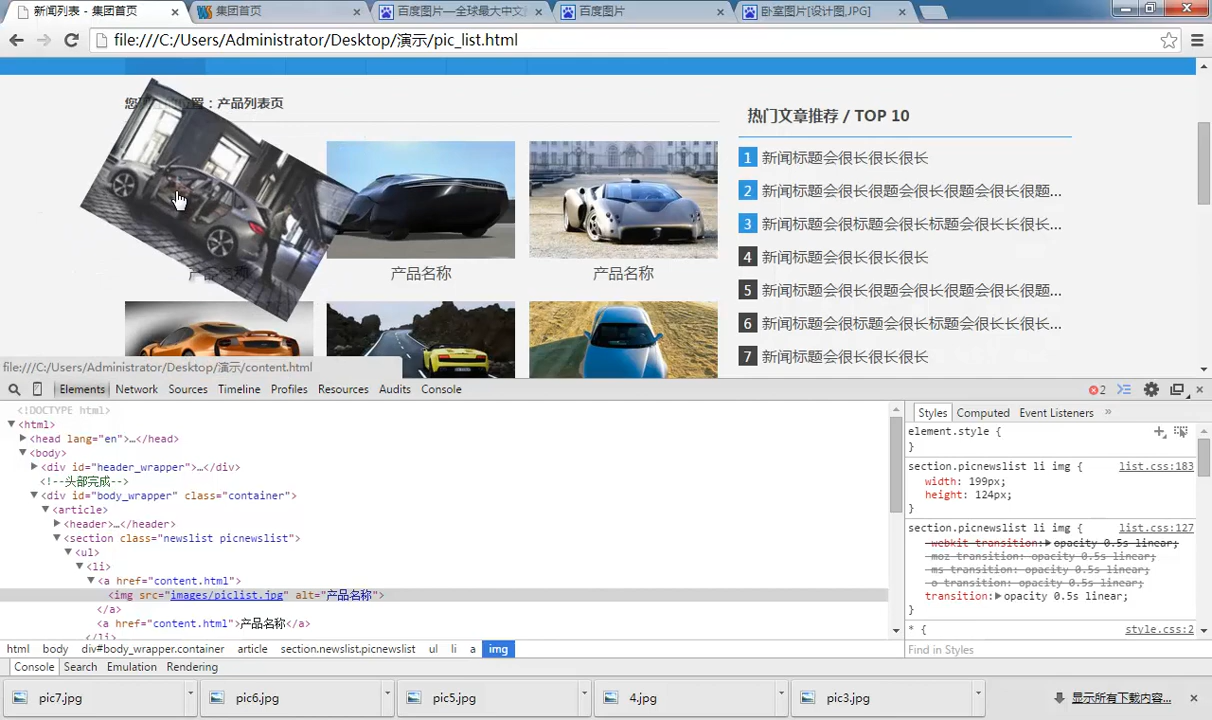 新闻列表 - 集团首页
集团首页
百度图片—全球最大中文
百度图片
卧室图片[设计图.JPG]
file:///C:/Users/Administrator/Desktop/演示/pic_list.html
置：产品列表页
热门文章推荐 / TOP 10
1 新闻标题会很长很长很长
2 新闻标题会很长很题会很长很题会很长很题...
3 新闻标题会很标题会很长标题会很长很长...
4 新闻标题会很长很长很长
5 新闻标题会很长很题会很长很题会很长很题...
6 新闻标题会很标题会很长标题会很长很长...
7 新闻标题会很长很长很长
产品名称
产品名称
file:///C:/Users/Administrator/Desktop/演示/content.html
Elements Network Sources Timeline Profiles Resources Audits Console
2
<!DOCTYPE html>
<html>
<head lang="en">…</head>
<body>
<div id="header_wrapper">…</div>
<!--头部完成-->
<div id="body_wrapper" class="container">
<article>
<header>…</header>
<section class="newslist picnewslist">
<ul>
<li>
<a href="content.html">
<img src="images/piclist.jpg" alt="产品名称">
</a>
<a href="content.html">产品名称</a>
</li>
html body div#body_wrapper.container article section.newslist.picnewslist ul li a img
Styles Computed Event Listeners »
element.style {
}
section.picnewslist li img { list.css:183
width: 199px;
height: 124px;
}
section.picnewslist li img { list.css:127
-webkit-transition: opacity 0.5s linear;
-moz-transition: opacity 0.5s linear;
-ms-transition: opacity 0.5s linear;
-o-transition: opacity 0.5s linear;
transition: opacity 0.5s linear;
}
* { style.css:2
Find in Styles
Console Search Emulation Rendering
pic7.jpg
pic6.jpg
pic5.jpg
4.jpg
pic3.jpg
显示所有下载内容...